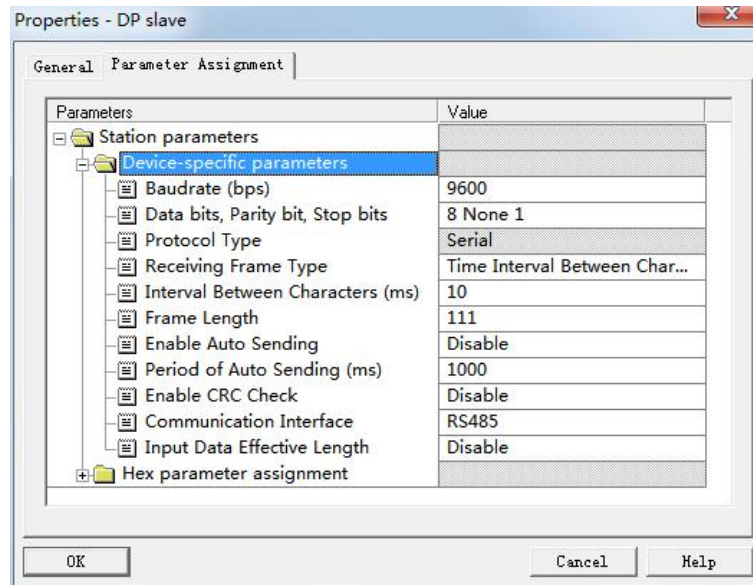 Properties - DP slave
General Parameter Assignment
Parameters Value
Station parameters
Device-specific parameters
Baudrate (bps) 9600
Data bits, Parity bit, Stop bits 8 None 1
Protocol Type Serial
Receiving Frame Type Time Interval Between Char...
Interval Between Characters (ms) 10
Frame Length 111
Enable Auto Sending Disable
Period of Auto Sending (ms) 1000
Enable CRC Check Disable
Communication Interface RS485
Input Data Effective Length Disable
Hex parameter assignment
OK Cancel Help